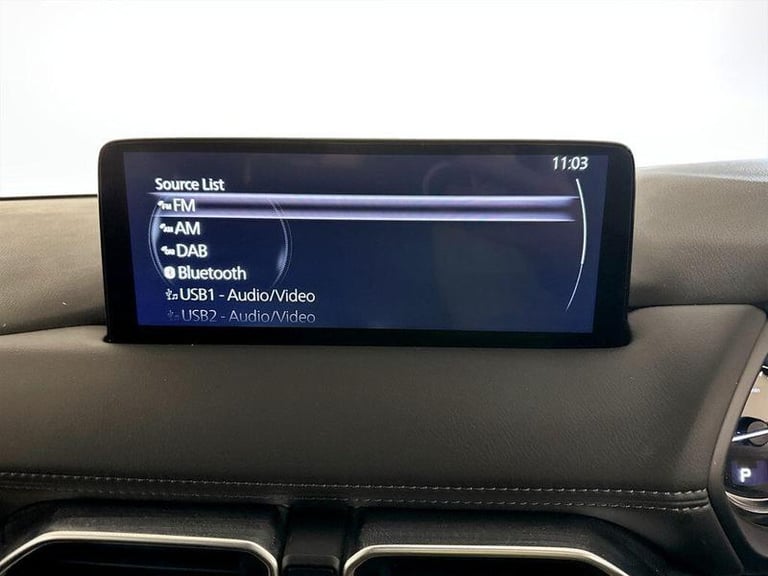 11:03
Source List
FM
AM
DAB
Bluetooth
USB1 - Audio/Video
USB2 - Audio/Video
P